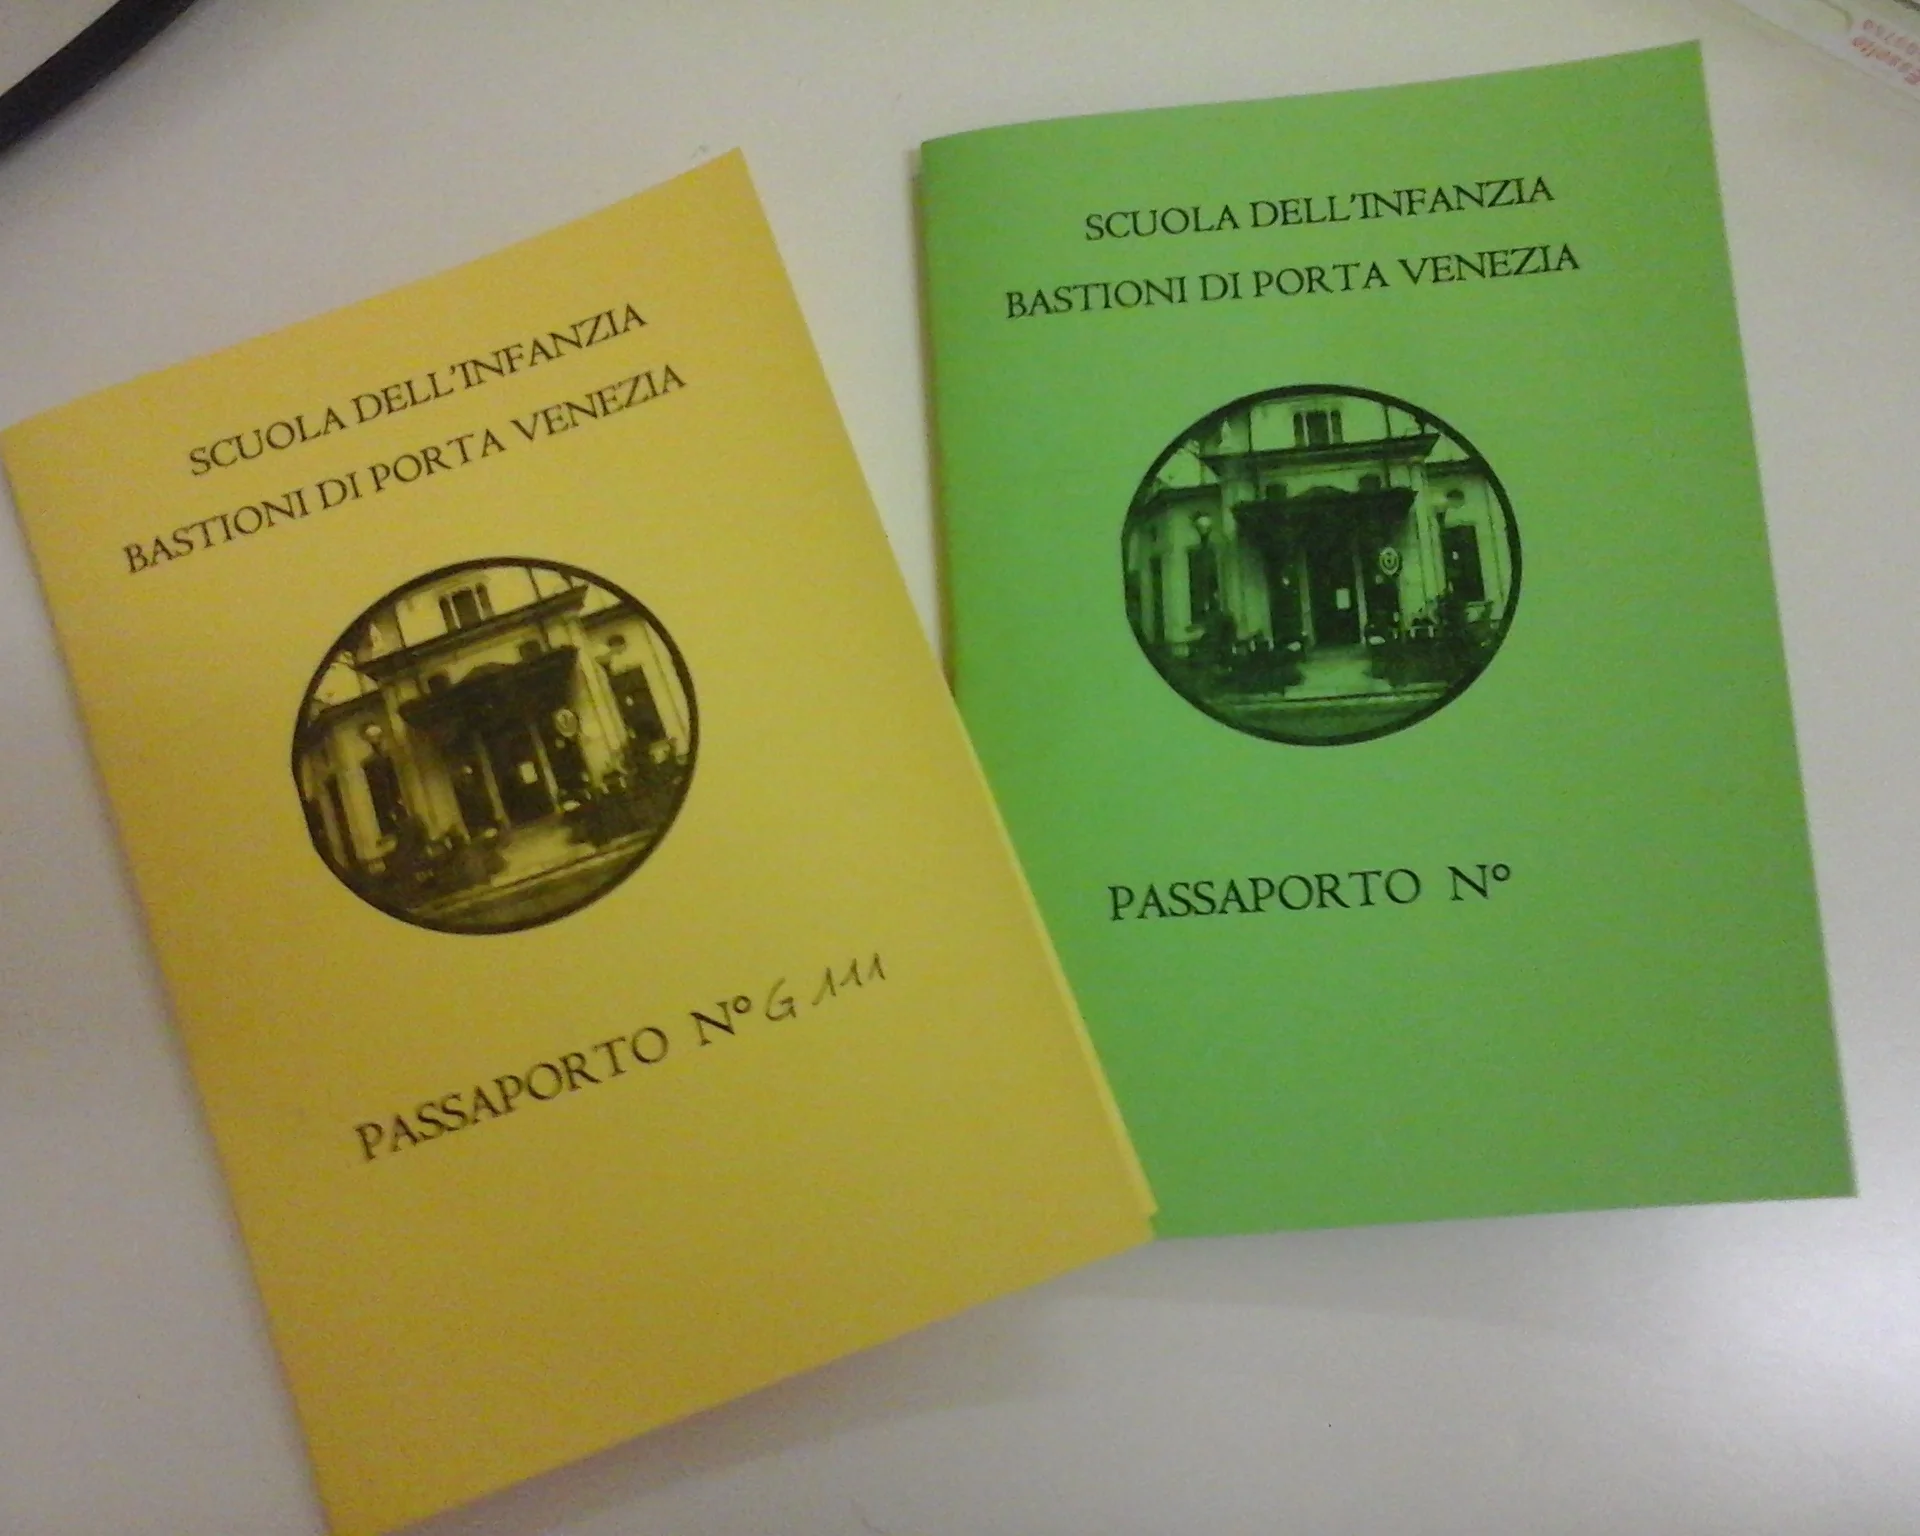 SCUOLA DELL'INFANZIA
BASTIONI DI PORTA VENEZIA
PASSAPORTO N° G 111
SCUOLA DELL'INFANZIA
BASTIONI DI PORTA VENEZIA
PASSAPORTO N°